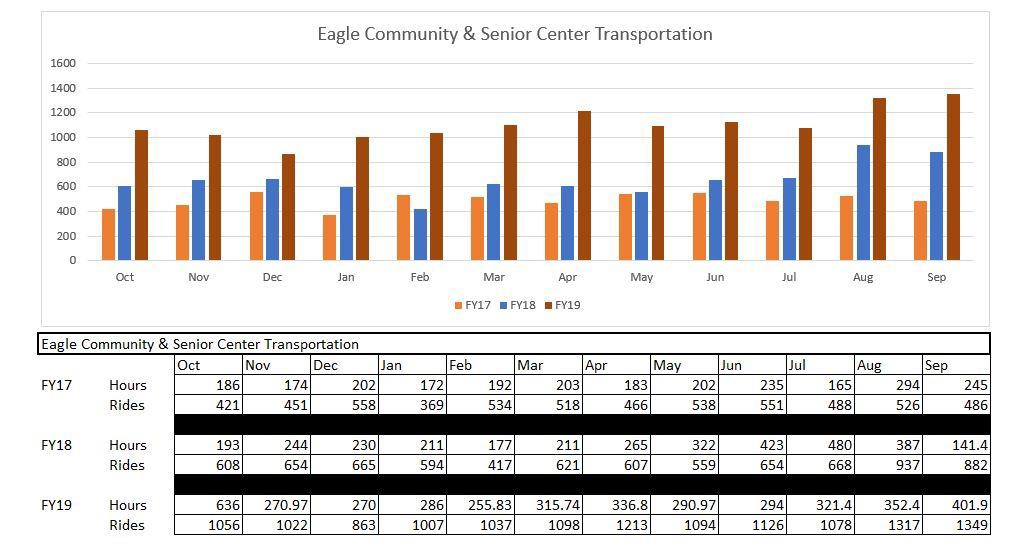 Eagle Community & Senior Center Transportation
1600
1400
1200
1000
800
600
400
200
0
Oct Nov Dec Jan Feb Mar Apr May Jun Jul Aug Sep
FY17 FY18 FY19
Eagle Community & Senior Center Transportation
Oct Nov Dec Jan Feb Mar Apr May Jun Jul Aug Sep
FY17 Hours 186 174 202 172 192 203 183 202 235 165 294 245
Rides 421 451 558 369 534 518 466 538 551 488 526 486
FY18 Hours 193 244 230 211 177 211 265 322 423 480 387 141.4
Rides 608 654 665 594 417 621 607 559 654 668 937 882
FY19 Hours 636 270.97 270 286 255.83 315.74 336.8 290.97 294 321.4 352.4 401.9
Rides 1056 1022 863 1007 1037 1098 1213 1094 1126 1078 1317 1349